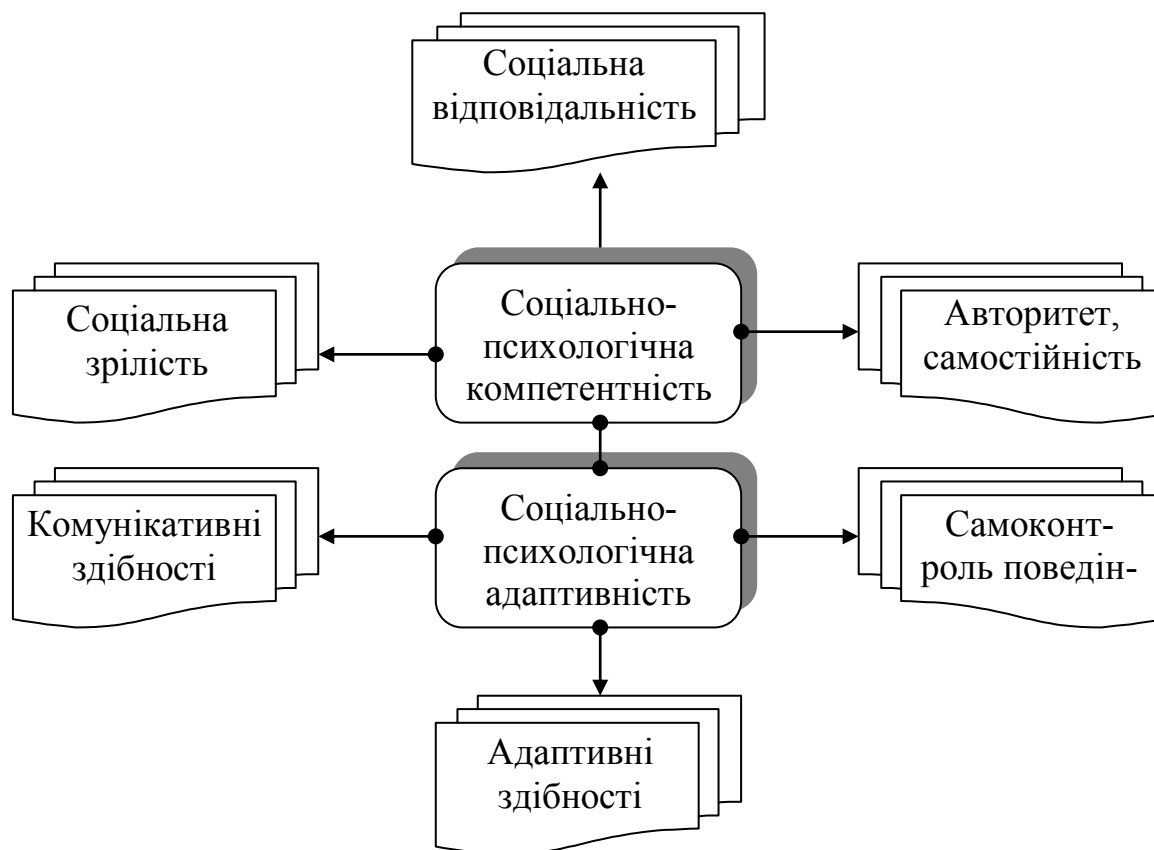 Соціальна
відповідальність
Соціальна
зрілість
Соціально-
психологічна
компетентність
Авторитет,
самостійність
Комунікативні
здібності
Соціально-
психологічна
адаптивність
Самоконт-
роль поведін-
Адаптивні
здібності